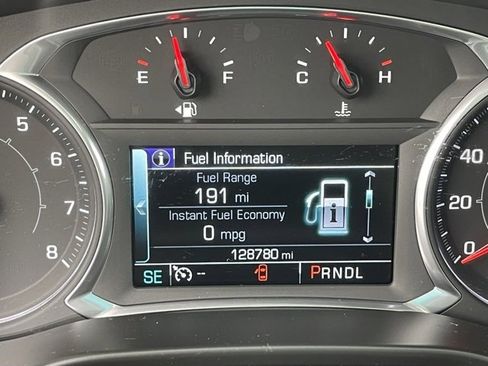 E F C H
Fuel Information
Fuel Range
191 mi
Instant Fuel Economy
0 mpg
128780 mi
SE -- PRNDL
5
6
7
8
40
20
0